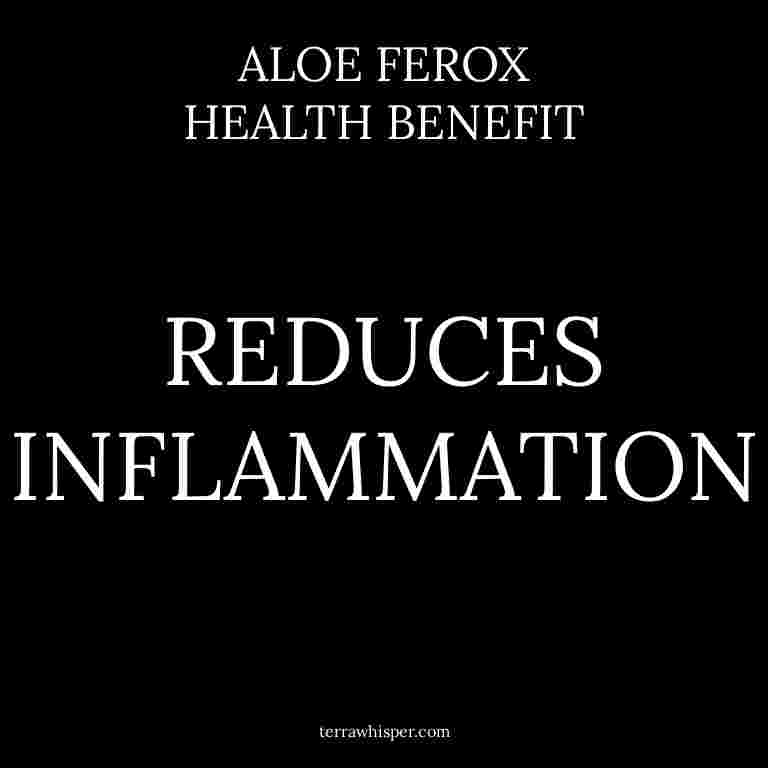 ALOE FEROX
HEALTH BENEFIT
REDUCES
INFLAMMATION
terrawhisper.com